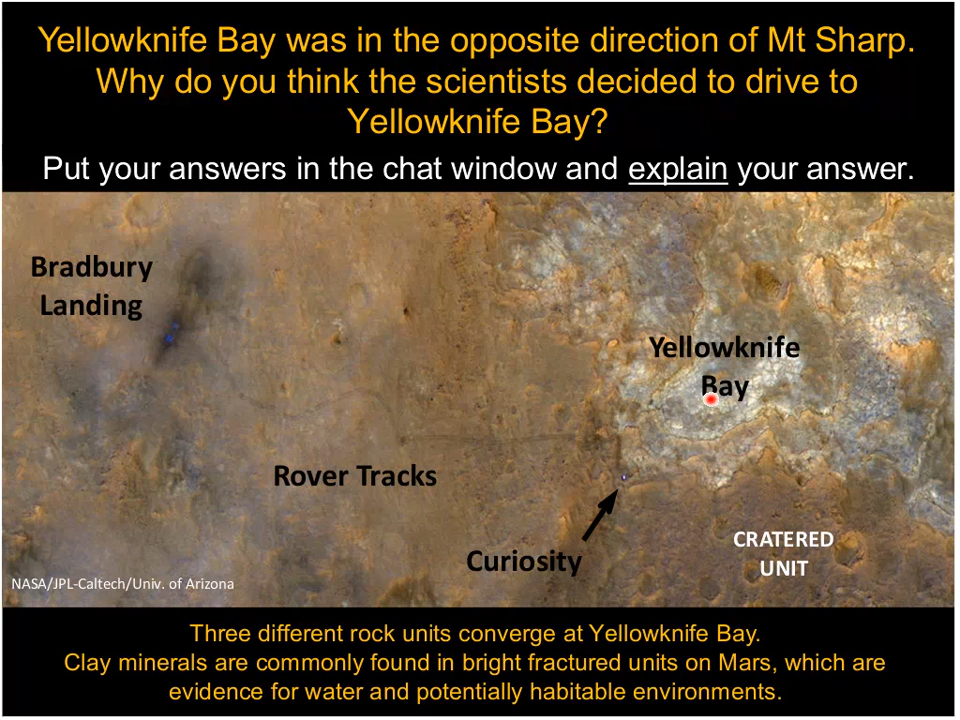 Yellowknife Bay was in the opposite direction of Mt Sharp.
Why do you think the scientists decided to drive to
Yellowknife Bay?
Put your answers in the chat window and explain your answer.
Bradbury
Landing
Yellowknife
Bay
Rover Tracks
Curiosity
CRATERED
UNIT
NASA/JPL-Caltech/Univ. of Arizona
Three different rock units converge at Yellowknife Bay.
Clay minerals are commonly found in bright fractured units on Mars, which are
evidence for water and potentially habitable environments.